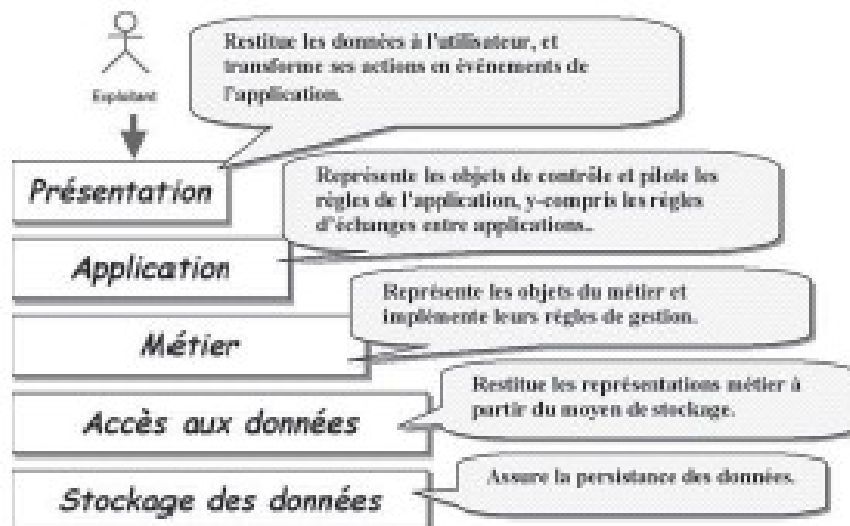 Restitue les données à l'utilisateur, et
transforme ses actions en événements de
l'application.
Exploitant
Présentation
Représente les objets de contrôle et pilote les
règles de l'application, y-compris les règles
d'échanges entre applications..
Application
Représente les objets du métier et
implémente leurs règles de gestion.
Métier
Restitue les représentations métier à
partir du moyen de stockage.
Accès aux données
Assure la persistance des données.
Stockage des données